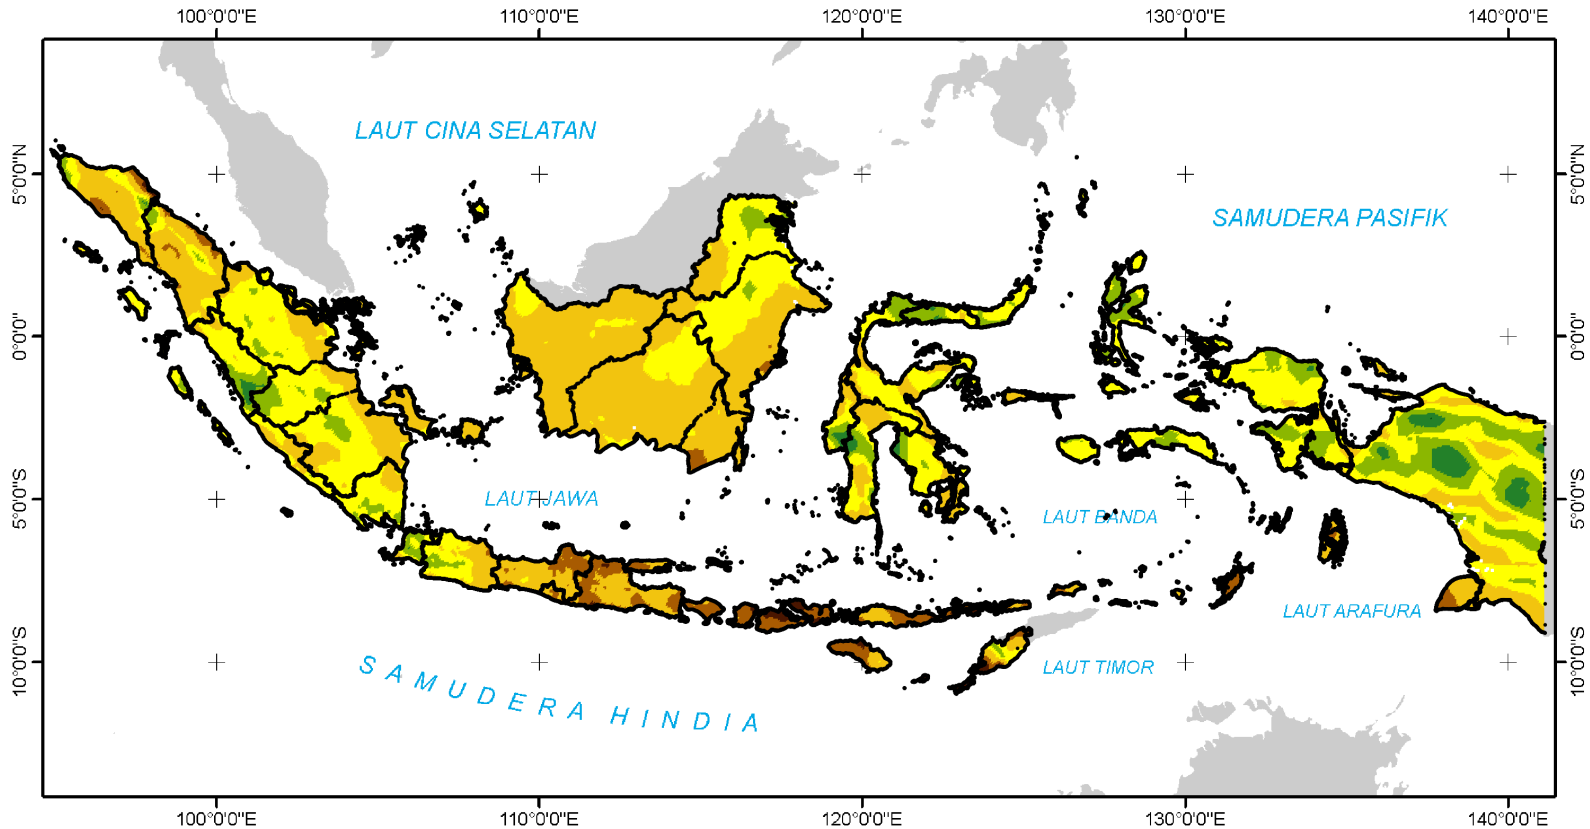 100°0'0"E 110°0'0"E 120°0'0"E 130°0'0"E 140°0'0"E
LAUT CINA SELATAN
5°0'0"N 5°0'0"N
SAMUDERA PASIFIK
0°0'0" 0°0'0"
LAUT JAWA
5°0'0"S 5°0'0"S
LAUT BANDA
LAUT ARAFURA
10°0'0"S 10°0'0"S
LAUT TIMOR
SAMUDERA HINDIA
100°0'0"E 110°0'0"E 120°0'0"E 130°0'0"E 140°0'0"E